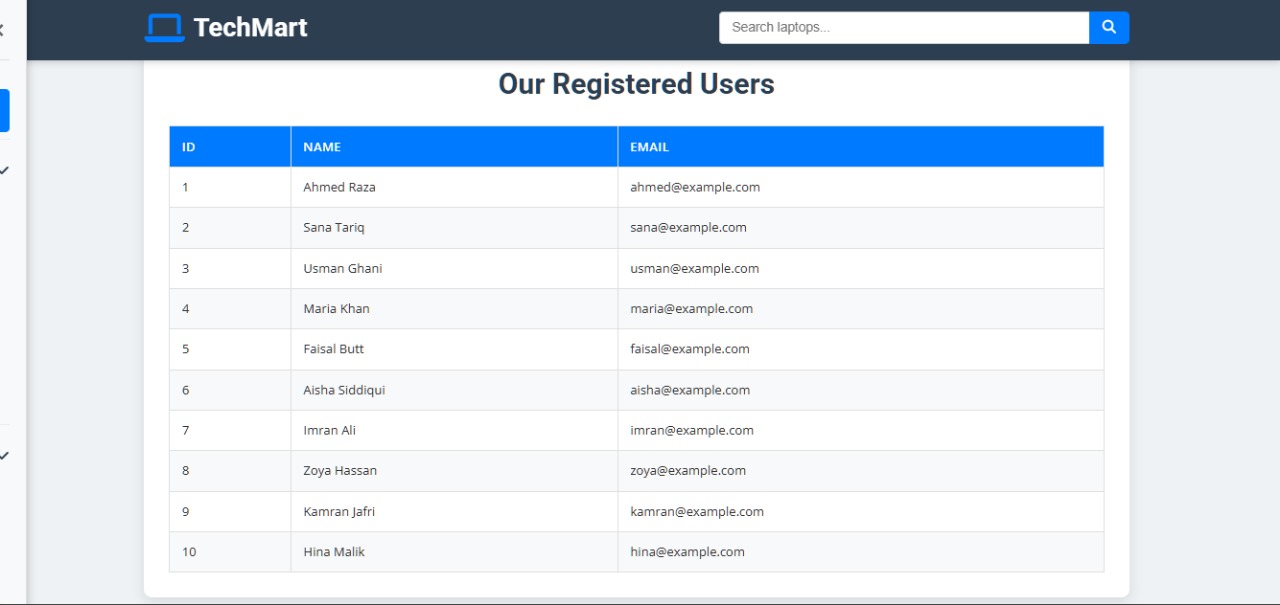 TechMart
Search laptops...
Our Registered Users
ID NAME EMAIL
1 Ahmed Raza ahmed@example.com
2 Sana Tariq sana@example.com
3 Usman Ghani usman@example.com
4 Maria Khan maria@example.com
5 Faisal Butt faisal@example.com
6 Aisha Siddiqui aisha@example.com
7 Imran Ali imran@example.com
8 Zoya Hassan zoya@example.com
9 Kamran Jafri kamran@example.com
10 Hina Malik hina@example.com